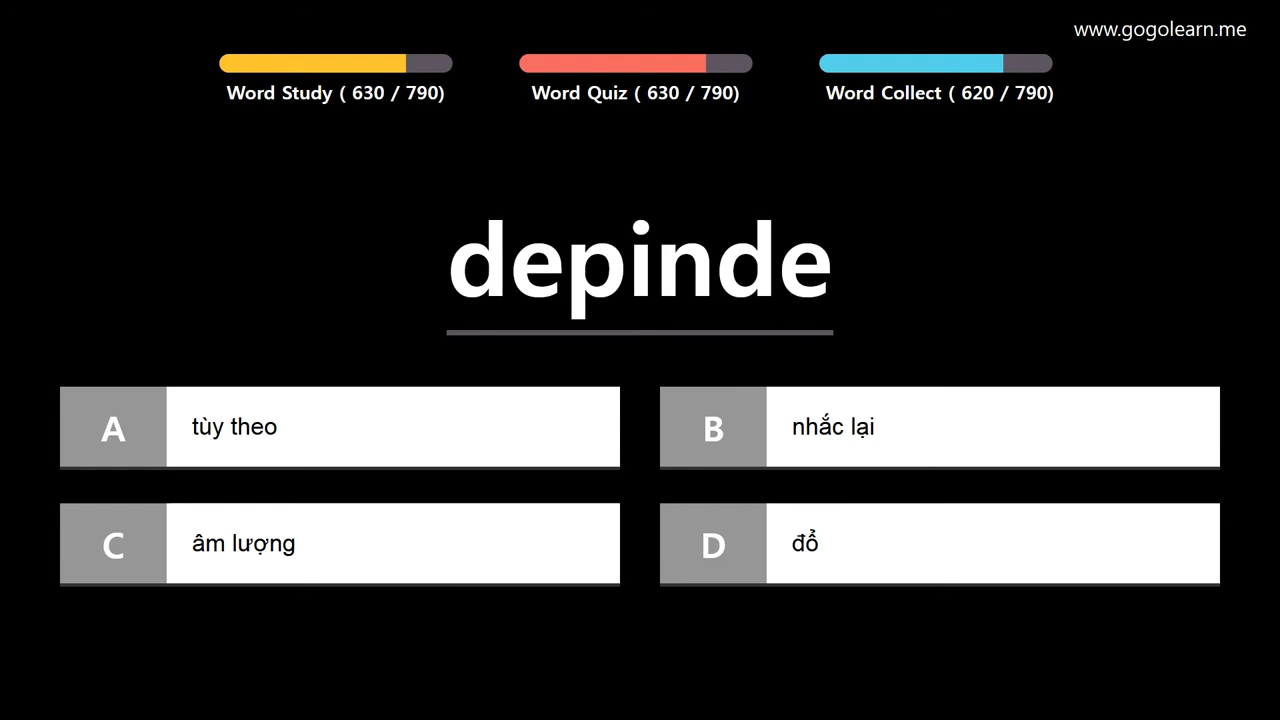 www.gogolearn.me
Word Study ( 630 / 790)
Word Quiz ( 630 / 790)
Word Collect ( 620 / 790)
depinde
A tùy theo
B nhắc lại
C âm lượng
D đổ